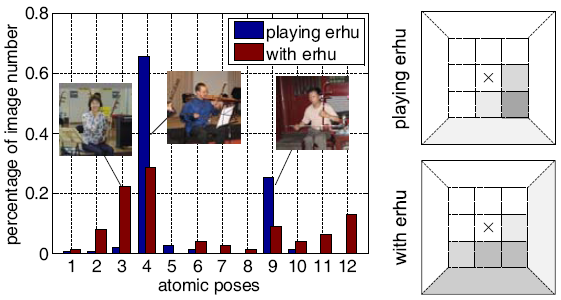 percentage of image number
0.8
0.6
0.4
0.2
0
playing erhu
with erhu
1 2 3 4 5 6 7 8 9 10 11 12
atomic poses
playing erhu
with erhu